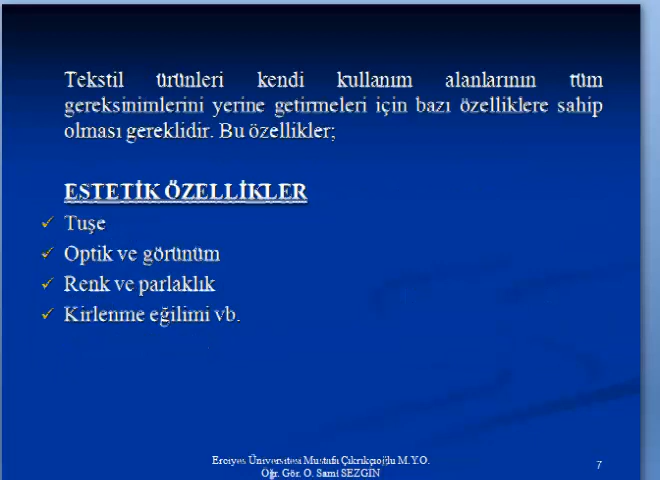 Tekstil ürünleri kendi kullanım alanlarının tüm
gereksinimlerini yerine getirmeleri için bazı özelliklere sahip
olması gereklidir. Bu özellikler;
ESTETİK ÖZELLİKLER
✓ Tuşe
✓ Optik ve görünüm
✓ Renk ve parlaklık
✓ Kirlenme eğilimi vb.
Erciyes Üniversitesi Mustafa Çıkrıkçıoğlu M.Y.O.
Öğr. Gör. O. Sami SEZGİN
7